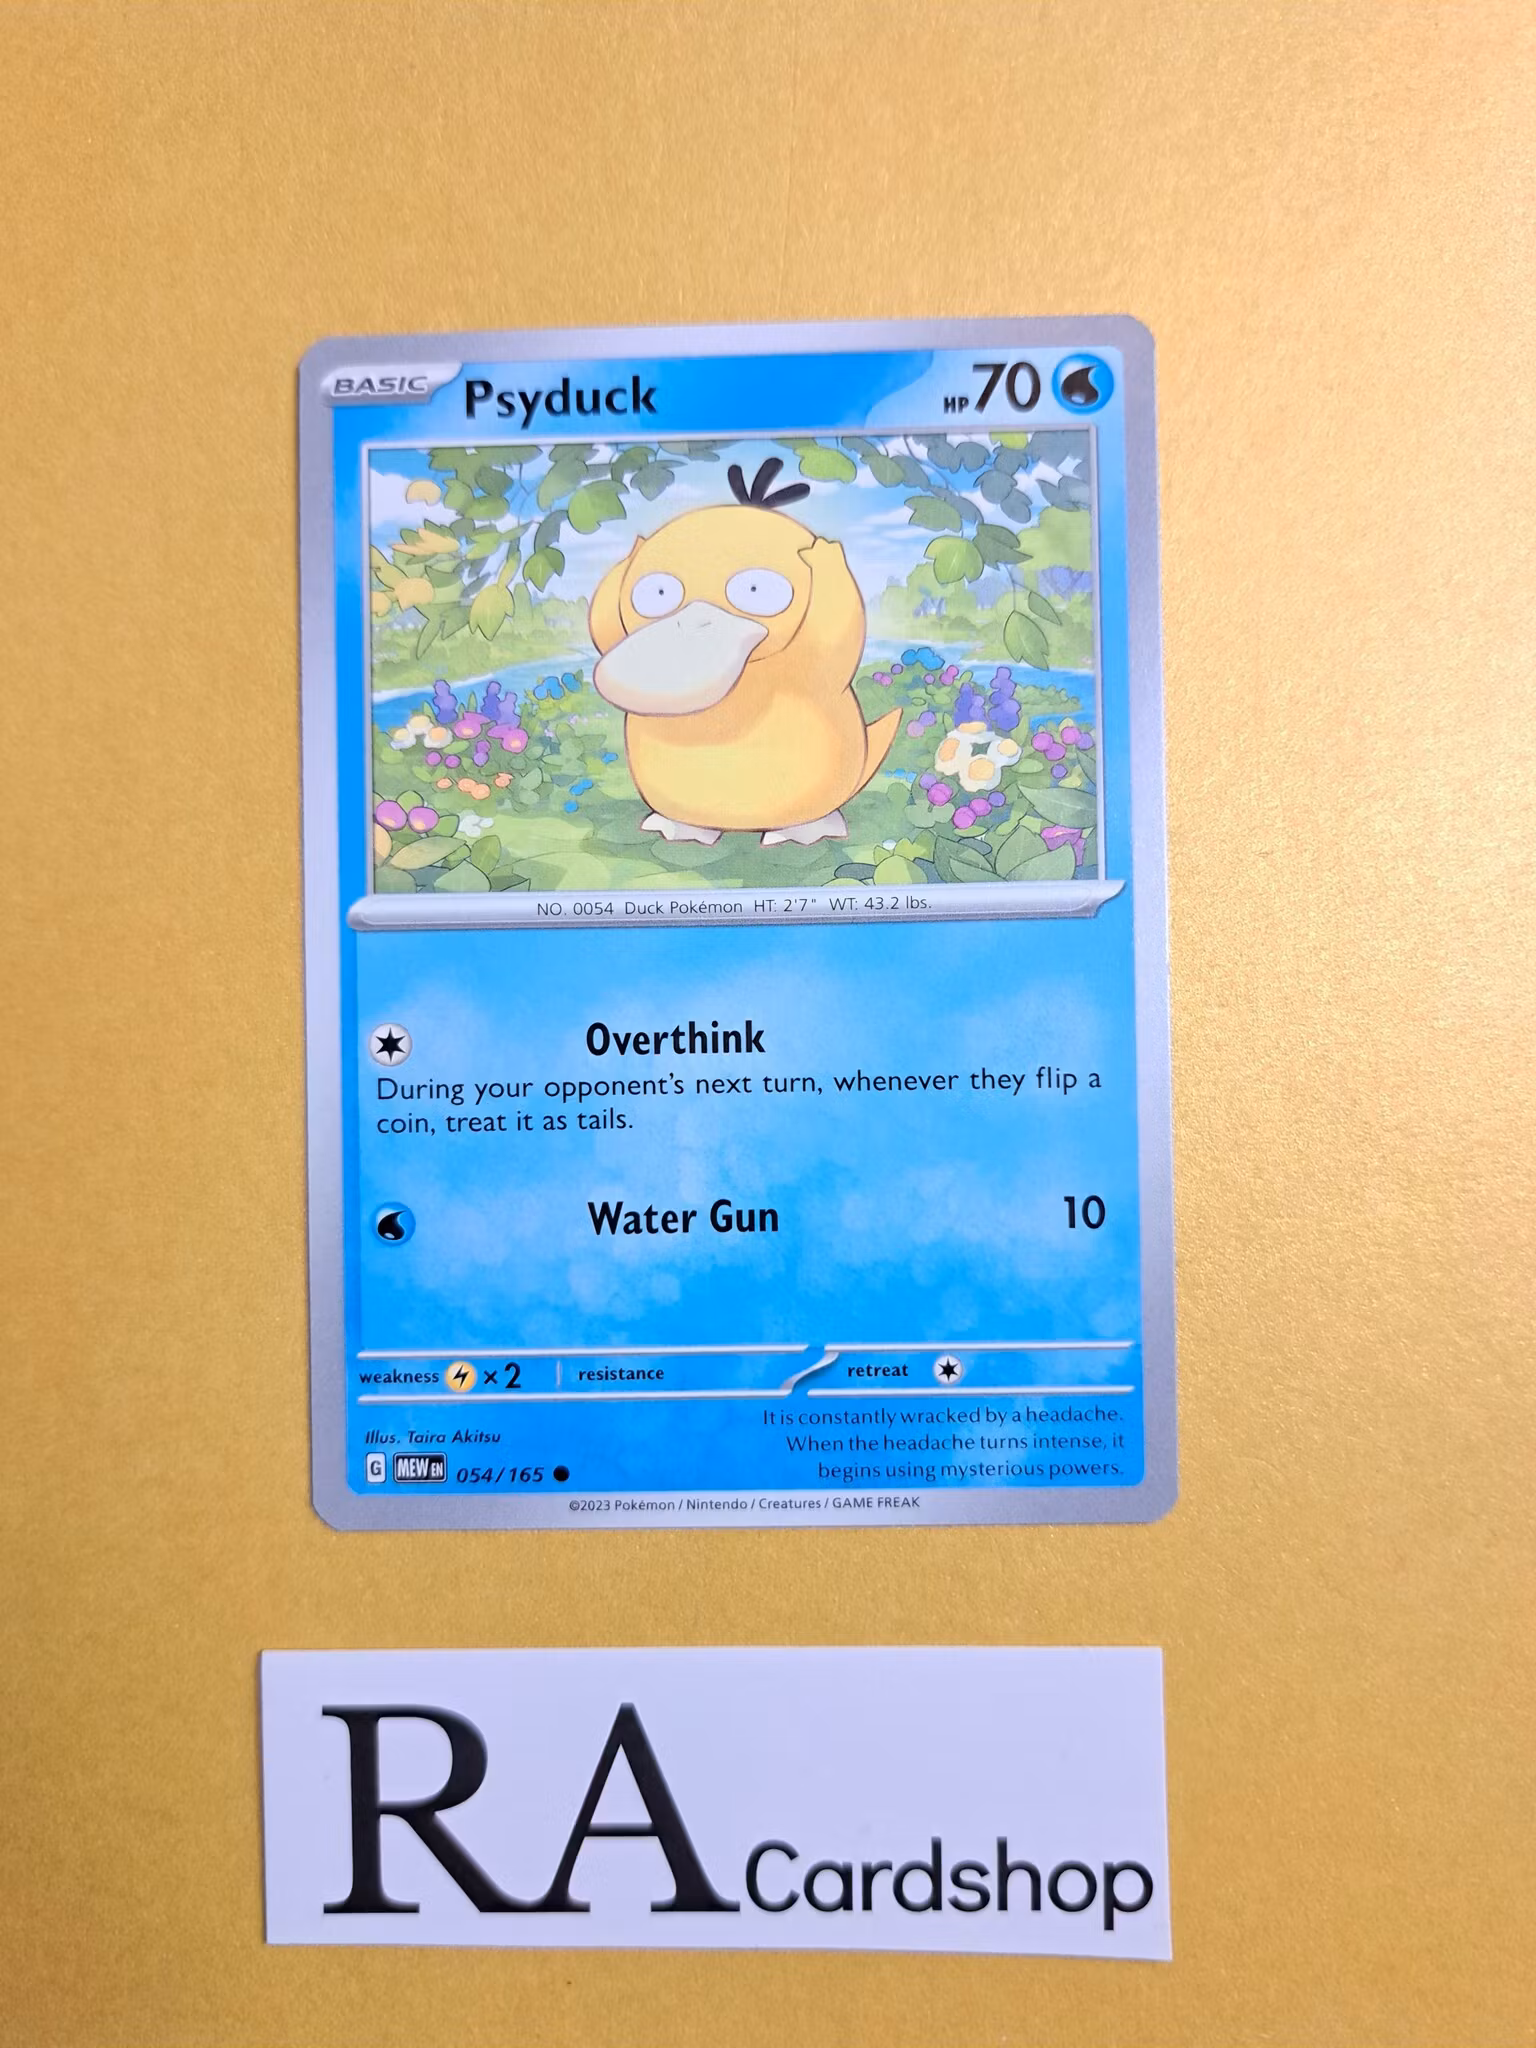 BASIC
Psyduck
HP 70
NO. 0054 Duck Pokémon HT: 2'7" WT: 43.2 lbs.
Overthink
During your opponent's next turn, whenever they flip a
coin, treat it as tails.
Water Gun 10
weakness ×2 resistance retreat
It is constantly wracked by a headache.
When the headache turns intense, it
begins using mysterious powers.
Illus. Taira Akitsu
G MEW EN 054/165
©2023 Pokémon / Nintendo / Creatures / GAME FREAK
RA Cardshop